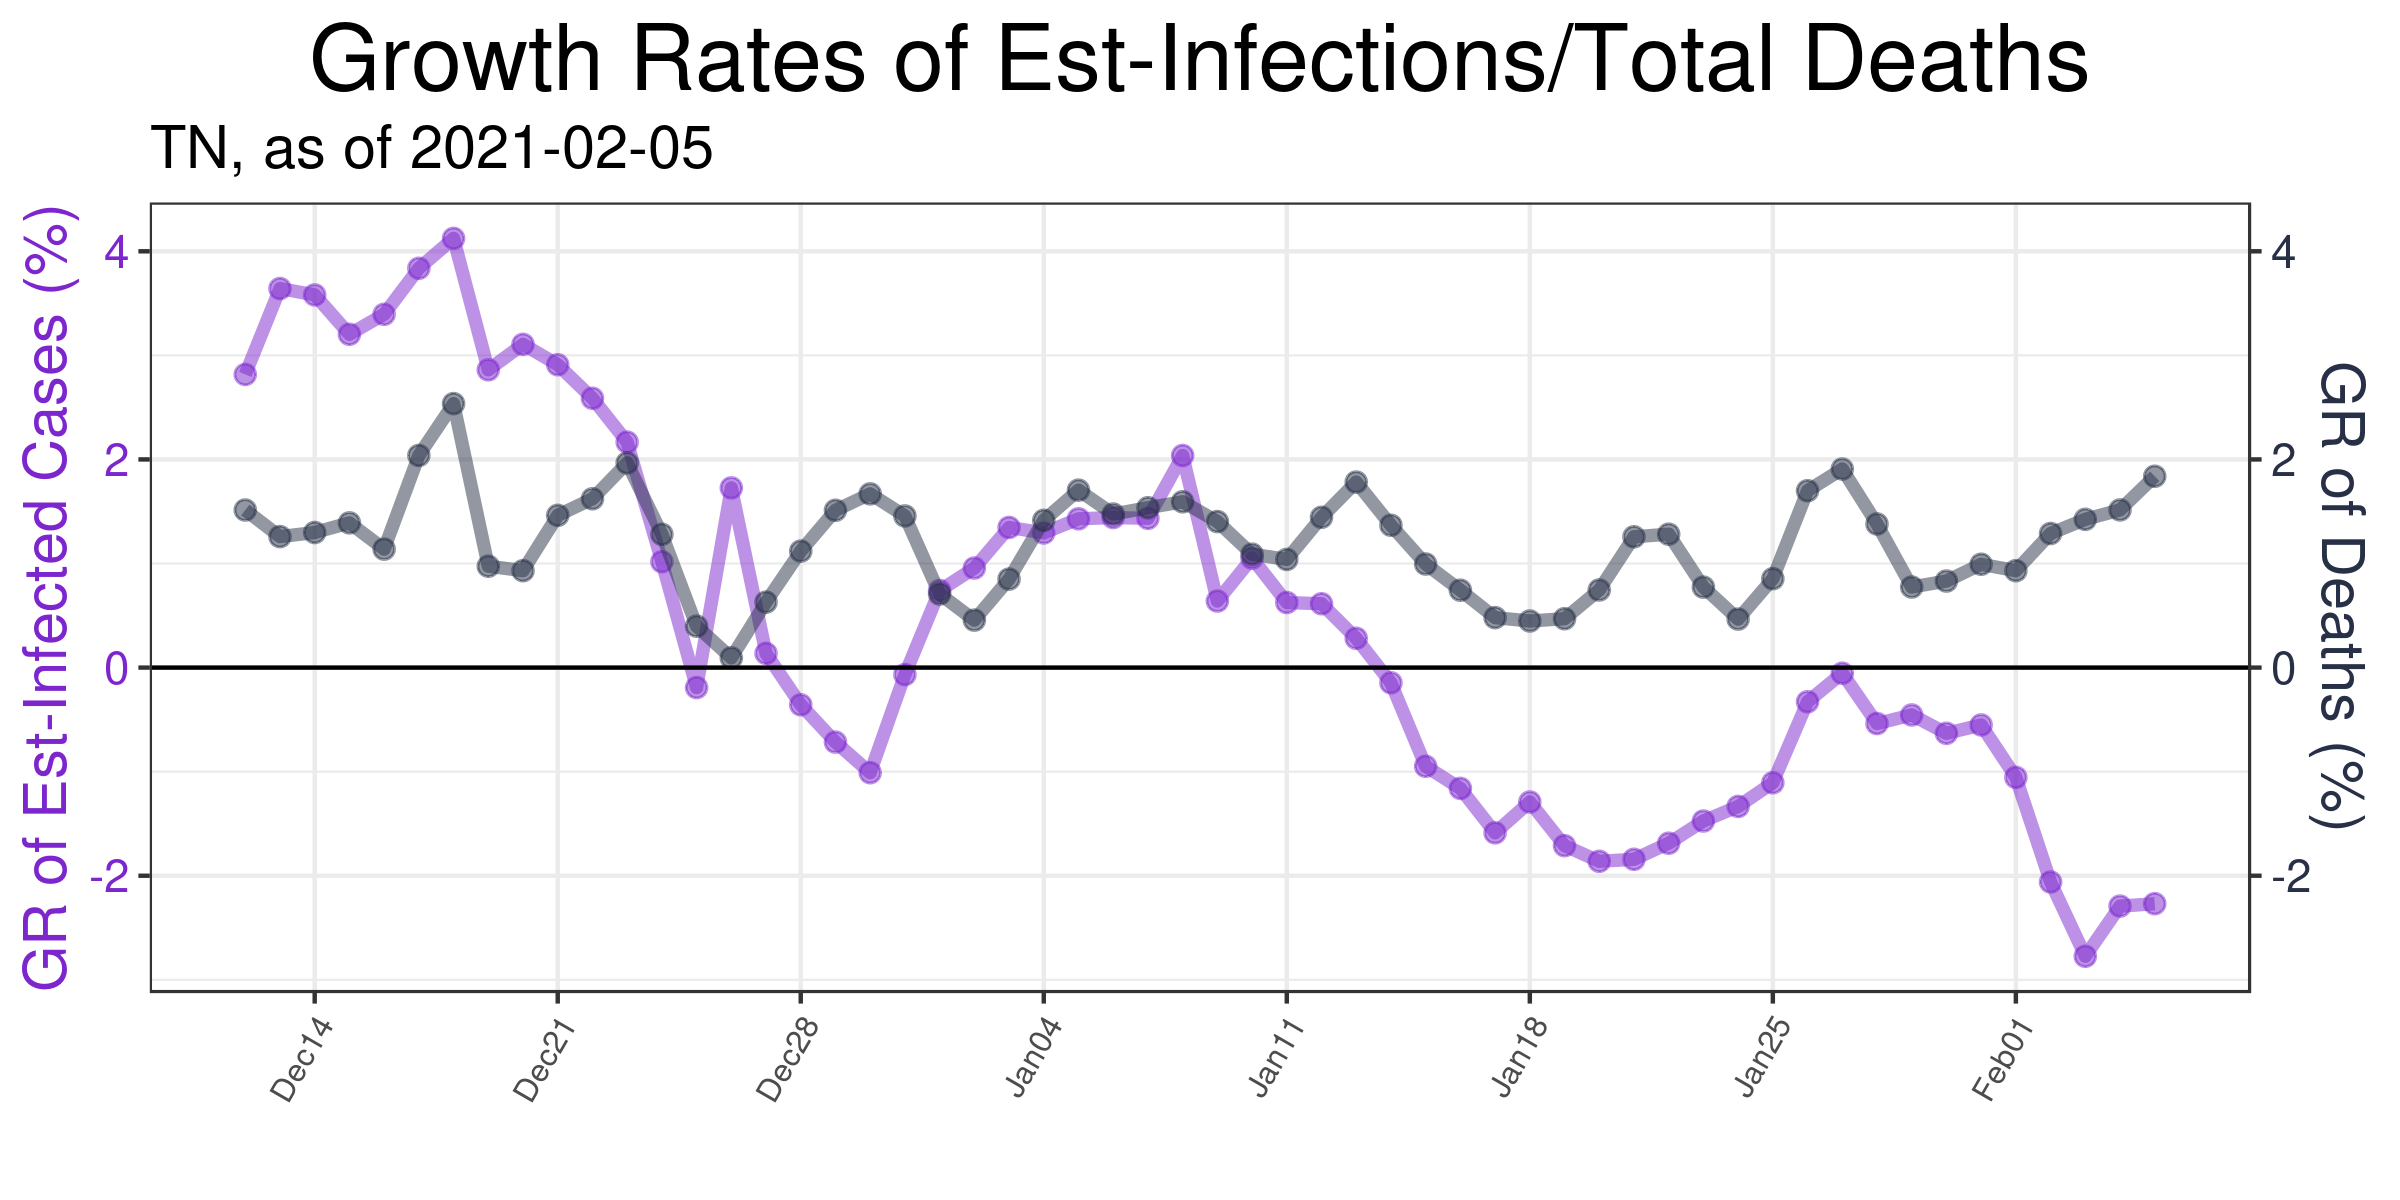 Growth Rates of Est-Infections/Total Deaths
TN, as of 2021-02-05
GR of Est-Infected Cases (%)
4
2
0
-2
4
2
0
-2
GR of Deaths (%)
Dec14
Dec21
Dec28
Jan04
Jan11
Jan18
Jan25
Feb01